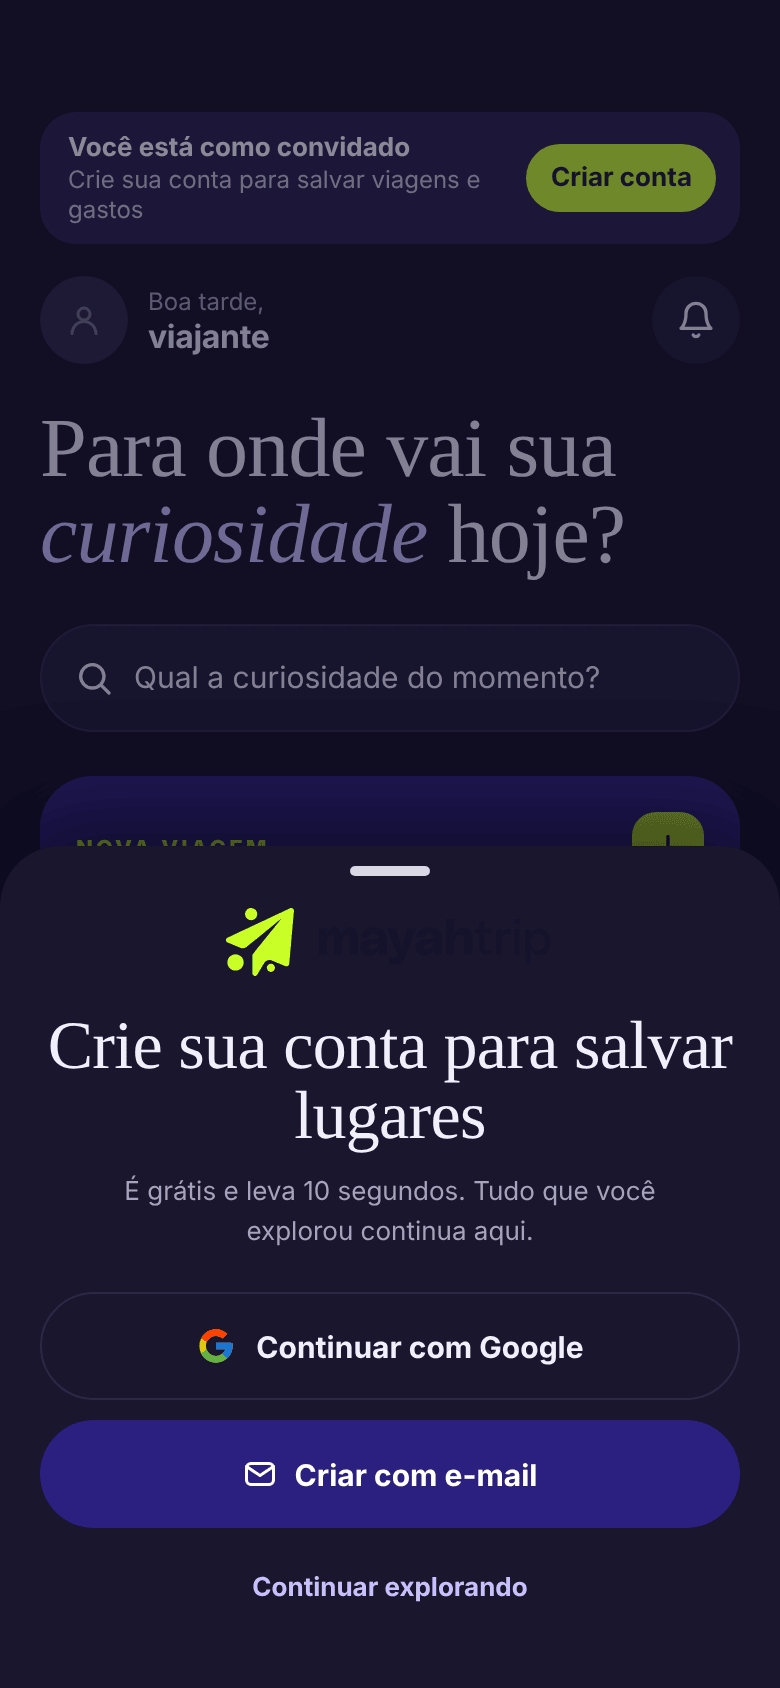 Você está como convidado
Crie sua conta para salvar viagens e
gastos
Criar conta
Boa tarde,
viajante
Para onde vai sua
curiosidade hoje?
Qual a curiosidade do momento?
NOVA VIAGEM
mayahtrip
Crie sua conta para salvar
lugares
É grátis e leva 10 segundos. Tudo que você
explorou continua aqui.
Continuar com Google
Criar com e-mail
Continuar explorando